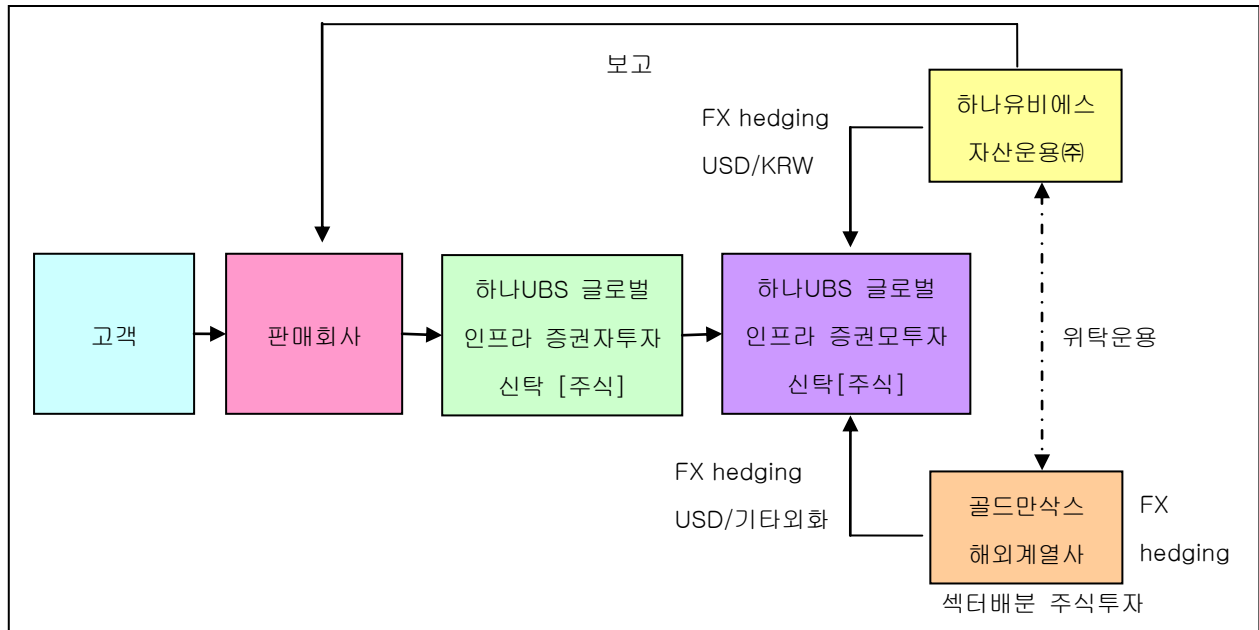 보고
FX hedging
USD/KRW
하나유비에스
자산운용㈜
고객
판매회사
하나UBS 글로벌
인프라 증권자투자
신탁 [주식]
하나UBS 글로벌
인프라 증권모투자
신탁[주식]
위탁운용
FX hedging
USD/기타외화
골드만삭스
해외계열사
FX
hedging
섹터배분 주식투자